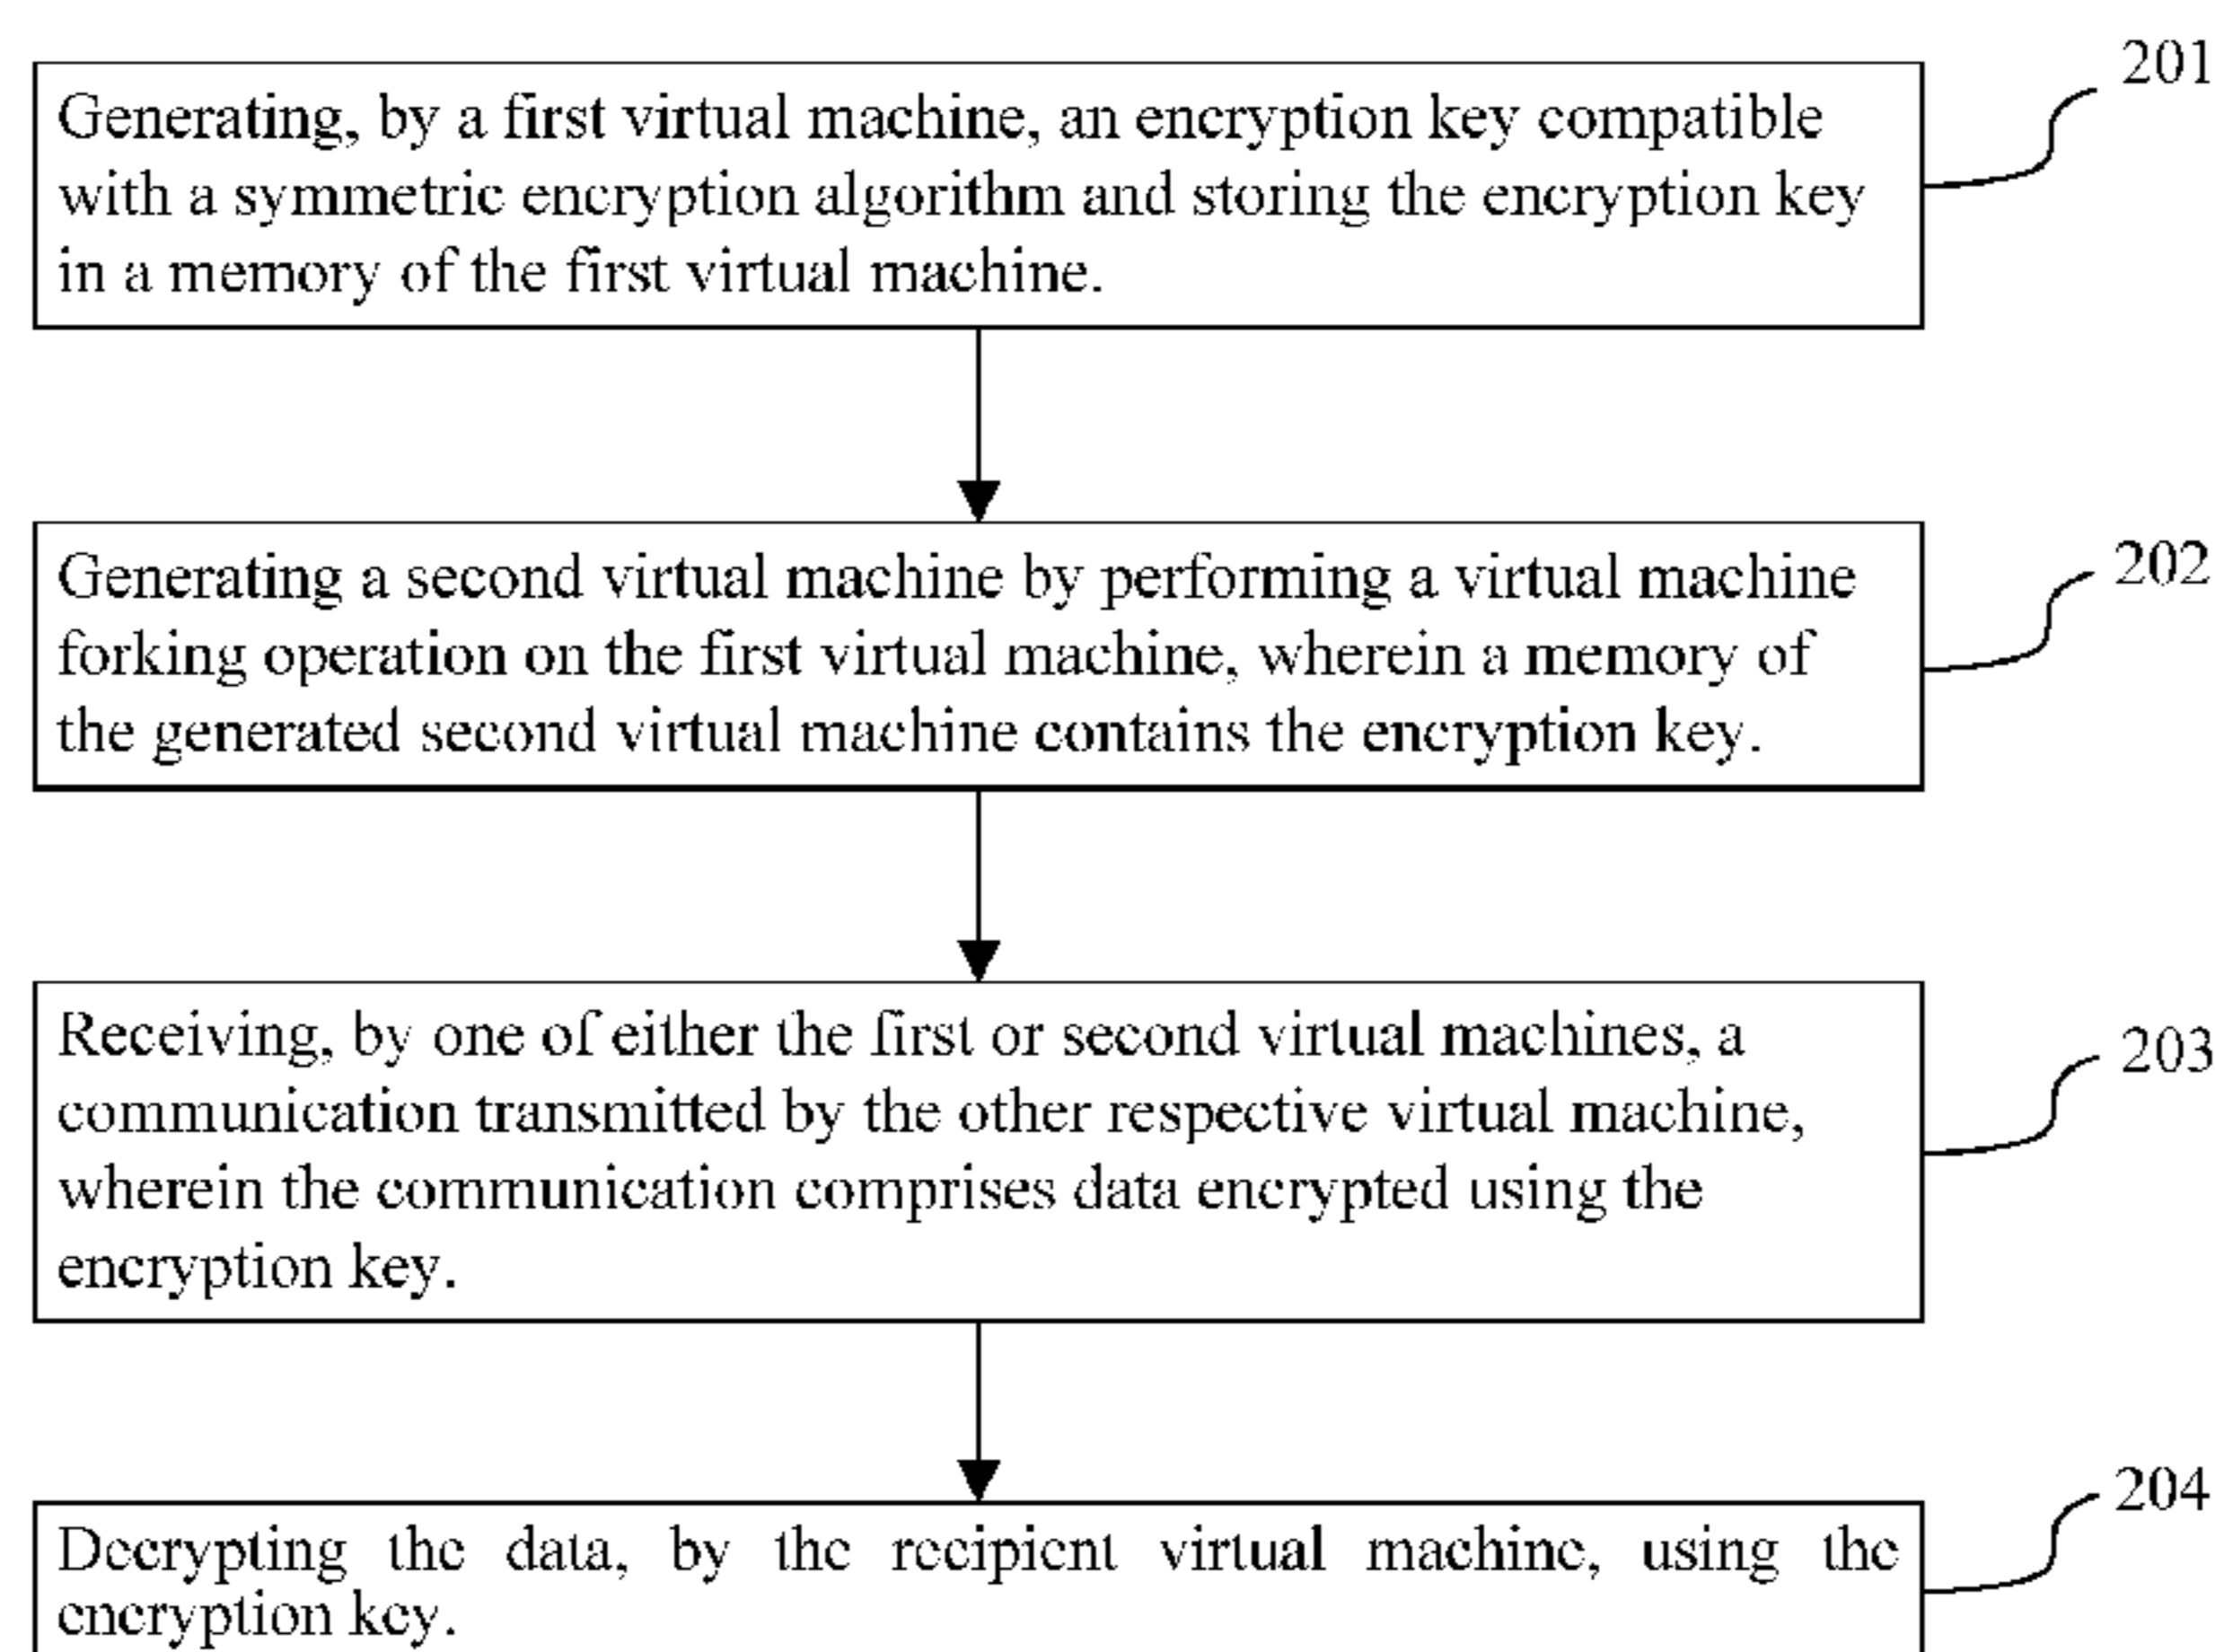 201
Generating, by a first virtual machine, an encryption key compatible
with a symmetric encryption algorithm and storing the encryption key
in a memory of the first virtual machine.
202
Generating a second virtual machine by performing a virtual machine
forking operation on the first virtual machine, wherein a memory of
the generated second virtual machine contains the encryption key.
203
Receiving, by one of either the first or second virtual machines, a
communication transmitted by the other respective virtual machine,
wherein the communication comprises data encrypted using the
encryption key.
204
Decrypting the data, by the recipient virtual machine, using the
encryption key.